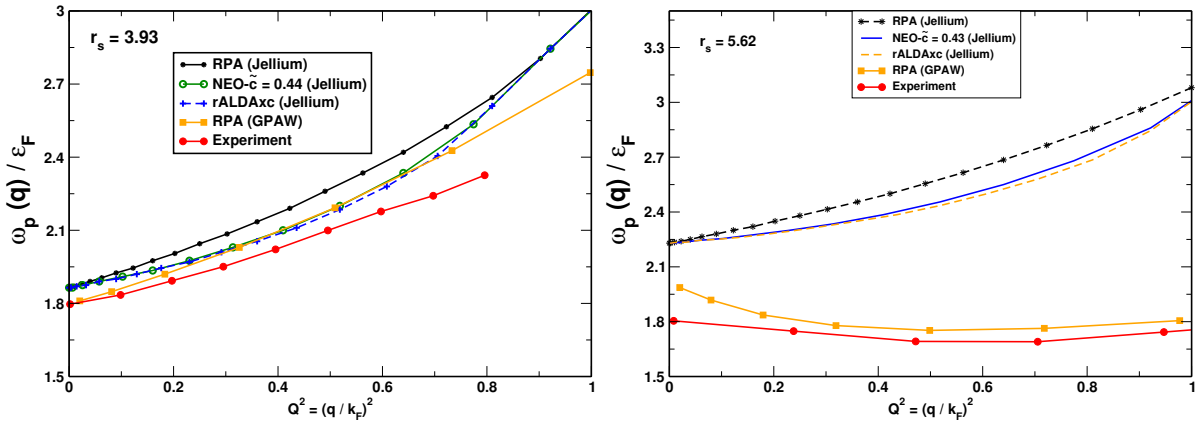 r_s = 3.93
RPA (Jellium)
NEO-c̃ = 0.44 (Jellium)
rALDAxc (Jellium)
RPA (GPAW)
Experiment
ω_p (q) / ε_F
3
2.7
2.4
2.1
1.8
1.5
0 0.2 0.4 0.6 0.8 1
Q² = (q / k_F)²
r_s = 5.62
RPA (Jellium)
NEO-c̃ = 0.43 (Jellium)
rALDAxc (Jellium)
RPA (GPAW)
Experiment
ω_p (q) / ε_F
3.3
3
2.7
2.4
2.1
1.8
1.5
0 0.2 0.4 0.6 0.8 1
Q² = (q / k_F)²